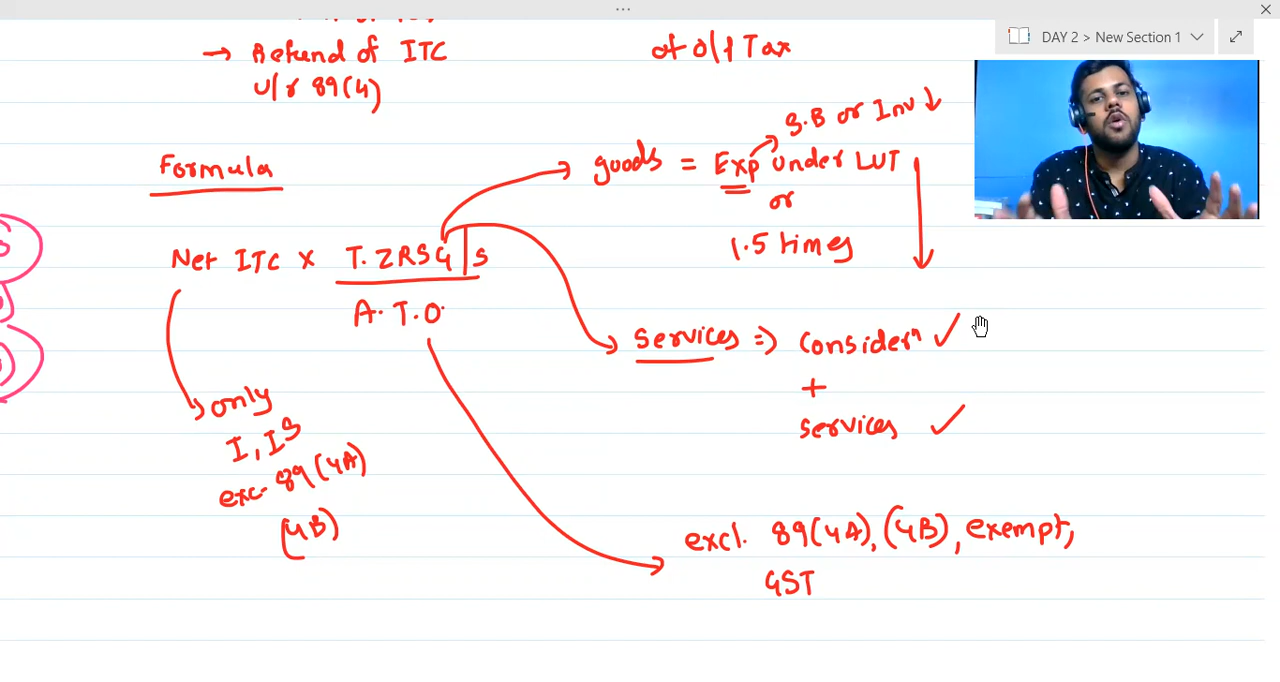 DAY 2 > New Section 1
→ Refund of ITC
u/r 89(4)
of O/P Tax
Formula
Net ITC x T. ZRSG|S
A. T. O.
→ only
I, IS
exc. 89(4A)
(4B)
S.B or Inv ↓
goods = Exp under LUT
or
1.5 times
Services => Considerⁿ ✓
+
services ✓
excl. 89(4A), (4B), exempt,
GST